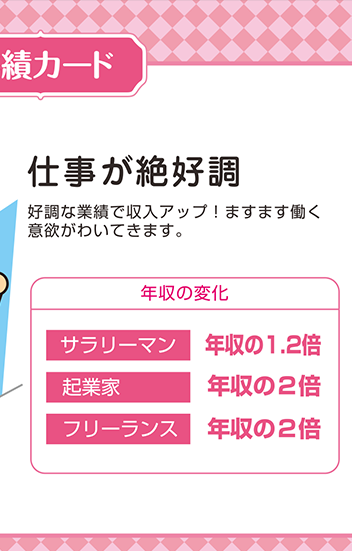 績カード
仕事が絶好調
好調な業績で収入アップ！ますます働く
意欲がわいてきます。
年収の変化
サラリーマン 年収の1.2倍
起業家 年収の２倍
フリーランス 年収の２倍